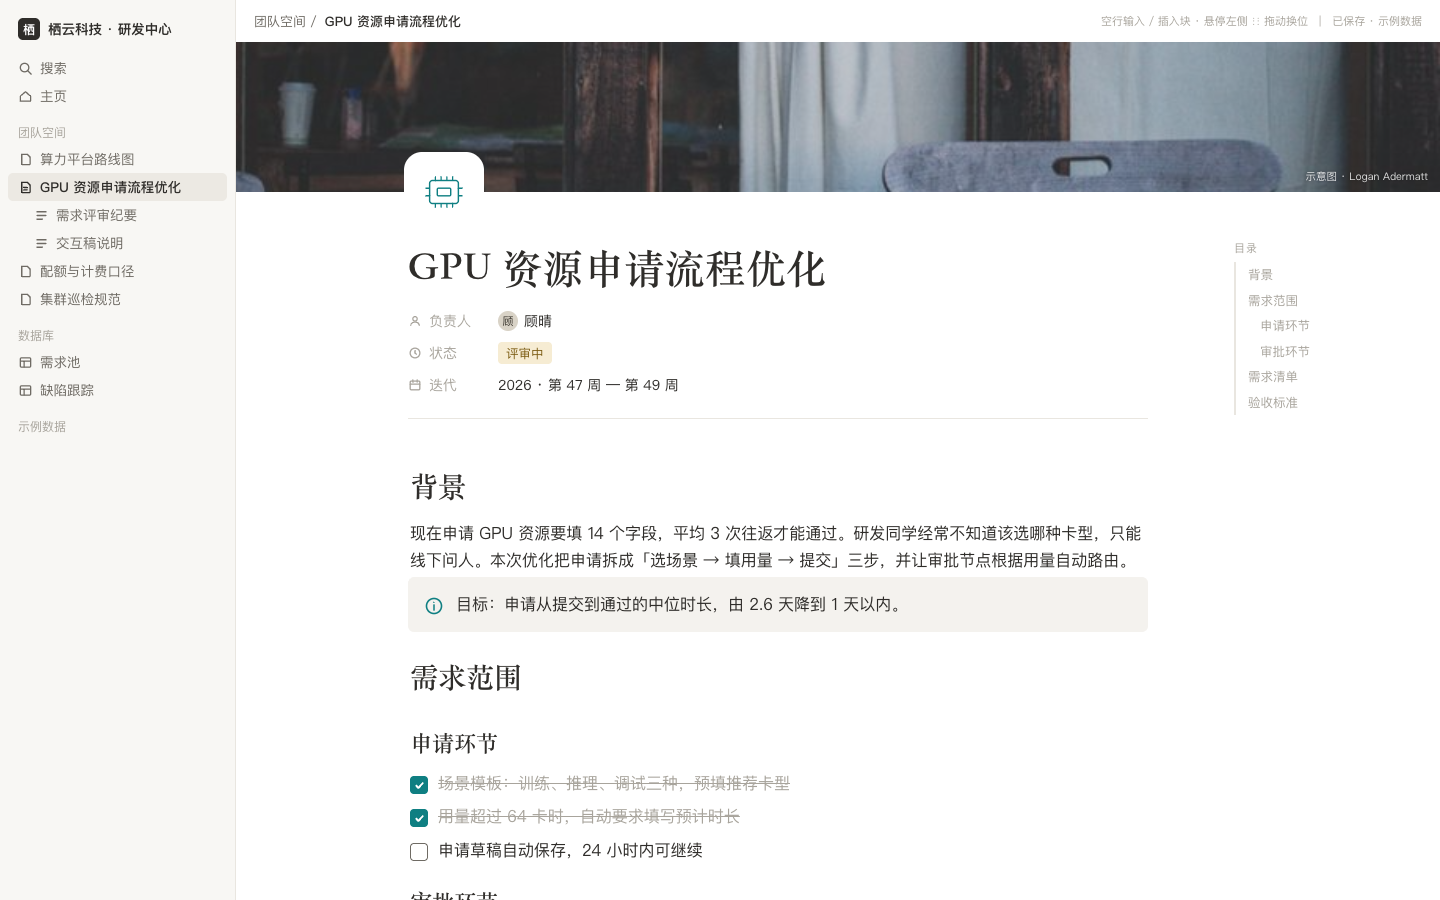 栖 栖云科技 · 研发中心
搜索
主页
团队空间
算力平台路线图
GPU 资源申请流程优化
需求评审纪要
交互稿说明
配额与计费口径
集群巡检规范
数据库
需求池
缺陷跟踪
示例数据
团队空间 / GPU 资源申请流程优化
空行输入 / 插入块 · 悬停左侧 ⁝⁝ 拖动换位 | 已保存 · 示例数据
示意图 · Logan Adermatt
GPU 资源申请流程优化
负责人 顾 顾晴
状态 评审中
迭代 2026 · 第 47 周 — 第 49 周
背景
现在申请 GPU 资源要填 14 个字段，平均 3 次往返才能通过。研发同学经常不知道该选哪种卡型，只能
线下问人。本次优化把申请拆成「选场景 → 填用量 → 提交」三步，并让审批节点根据用量自动路由。
目标：申请从提交到通过的中位时长，由 2.6 天降到 1 天以内。
需求范围
申请环节
场景模板：训练、推理、调试三种，预填推荐卡型
用量超过 64 卡时，自动要求填写预计时长
申请草稿自动保存，24 小时内可继续
审批环节
目录
背景
需求范围
申请环节
审批环节
需求清单
验收标准